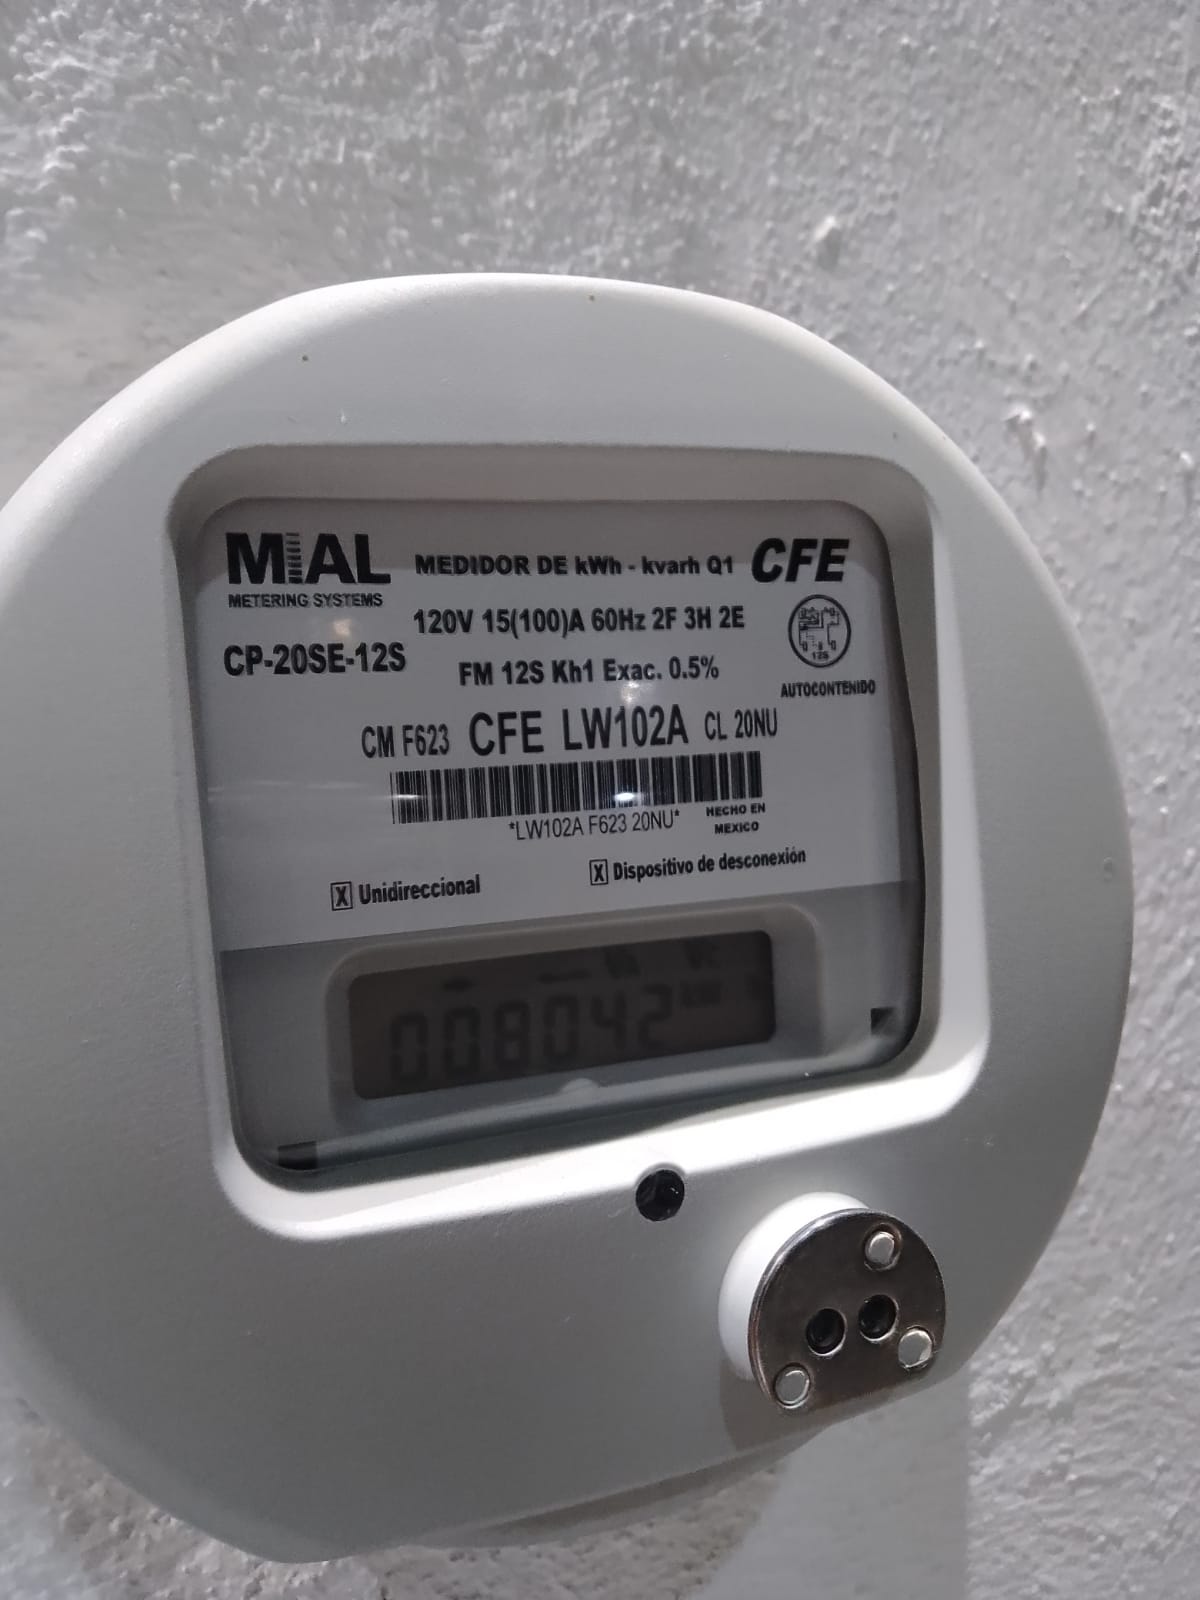 MIAL
METERING SYSTEMS
MEDIDOR DE kWh - kvarh Q1
CFE
120V 15(100)A 60Hz 2F 3H 2E
CP-20SE-12S
FM 12S Kh1 Exac. 0.5%
12S
AUTOCONTENIDO
CM F623 CFE LW102A CL 20NU
*LW102A F623 20NU*
HECHO EN
MEXICO
X Unidireccional
X Dispositivo de desconexión
008042